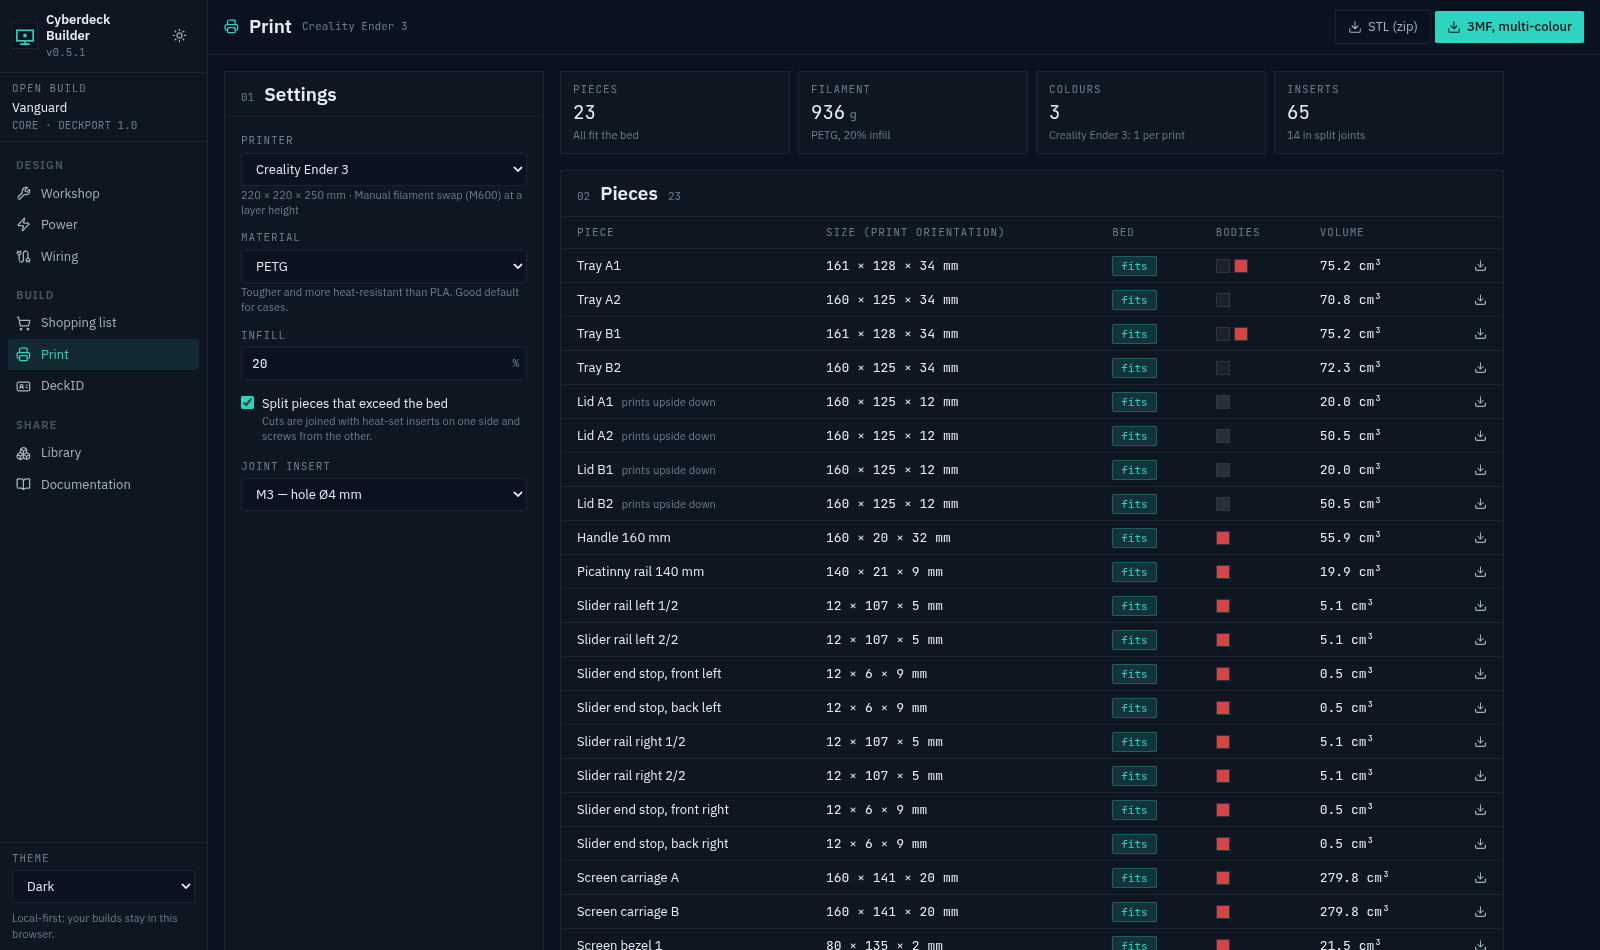 Cyberdeck Builder
v0.5.1
OPEN BUILD
Vanguard
CORE · DECKPORT 1.0
DESIGN
Workshop
Power
Wiring
BUILD
Shopping list
Print
DeckID
SHARE
Library
Documentation
THEME
Dark
Local-first: your builds stay in this
browser.
Print Creality Ender 3
STL (zip)
3MF, multi-colour
01 Settings
PRINTER
Creality Ender 3
220 × 220 × 250 mm · Manual filament swap (M600) at a
layer height
MATERIAL
PETG
Tougher and more heat-resistant than PLA. Good default
for cases.
INFILL
20 %
Split pieces that exceed the bed
Cuts are joined with heat-set inserts on one side and
screws from the other.
JOINT INSERT
M3 — hole Ø4 mm
PIECES
23
All fit the bed
FILAMENT
936 g
PETG, 20% infill
COLOURS
3
Creality Ender 3: 1 per print
INSERTS
65
14 in split joints
02 Pieces 23
PIECE SIZE (PRINT ORIENTATION) BED BODIES VOLUME
Tray A1 161 × 128 × 34 mm fits 75.2 cm³
Tray A2 160 × 125 × 34 mm fits 70.8 cm³
Tray B1 161 × 128 × 34 mm fits 75.2 cm³
Tray B2 160 × 125 × 34 mm fits 72.3 cm³
Lid A1 prints upside down 160 × 125 × 12 mm fits 20.0 cm³
Lid A2 prints upside down 160 × 125 × 12 mm fits 50.5 cm³
Lid B1 prints upside down 160 × 125 × 12 mm fits 20.0 cm³
Lid B2 prints upside down 160 × 125 × 12 mm fits 50.5 cm³
Handle 160 mm 160 × 20 × 32 mm fits 55.9 cm³
Picatinny rail 140 mm 140 × 21 × 9 mm fits 19.9 cm³
Slider rail left 1/2 12 × 107 × 5 mm fits 5.1 cm³
Slider rail left 2/2 12 × 107 × 5 mm fits 5.1 cm³
Slider end stop, front left 12 × 6 × 9 mm fits 0.5 cm³
Slider end stop, back left 12 × 6 × 9 mm fits 0.5 cm³
Slider rail right 1/2 12 × 107 × 5 mm fits 5.1 cm³
Slider rail right 2/2 12 × 107 × 5 mm fits 5.1 cm³
Slider end stop, front right 12 × 6 × 9 mm fits 0.5 cm³
Slider end stop, back right 12 × 6 × 9 mm fits 0.5 cm³
Screen carriage A 160 × 141 × 20 mm fits 279.8 cm³
Screen carriage B 160 × 141 × 20 mm fits 279.8 cm³
Screen bezel 1 80 × 135 × 2 mm fits 21.5 cm³